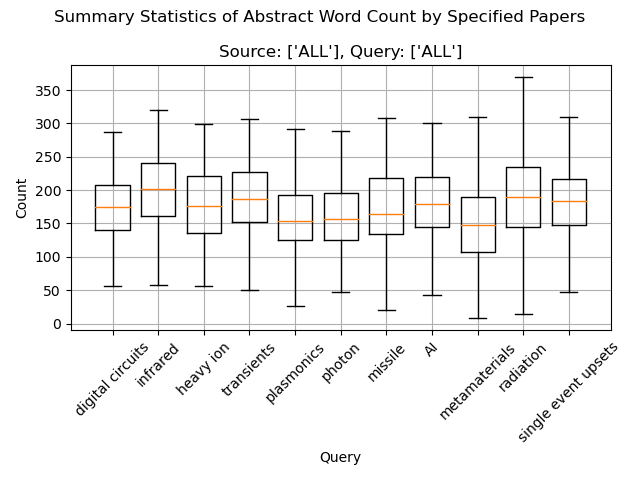 Summary Statistics of Abstract Word Count by Specified Papers
Source: ['ALL'], Query: ['ALL']
350
300
250
200
150
100
50
0
Count
digital circuits
infrared
heavy ion
transients
plasmonics
photon
missile
AI
metamaterials
radiation
single event upsets
Query